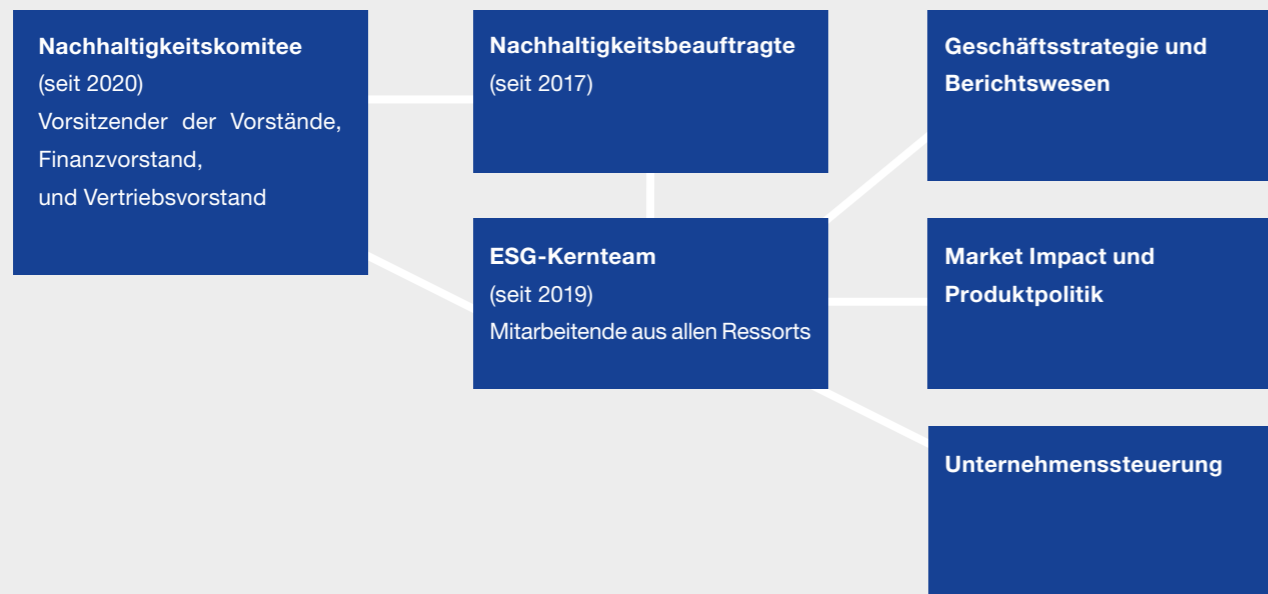 Nachhaltigkeitskomitee
(seit 2020)
Vorsitzender der Vorstände,
Finanzvorstand,
und Vertriebsvorstand
Nachhaltigkeitsbeauftragte
(seit 2017)
ESG-Kernteam
(seit 2019)
Mitarbeitende aus allen Ressorts
Geschäftsstrategie und
Berichtswesen
Market Impact und
Produktpolitik
Unternehmenssteuerung